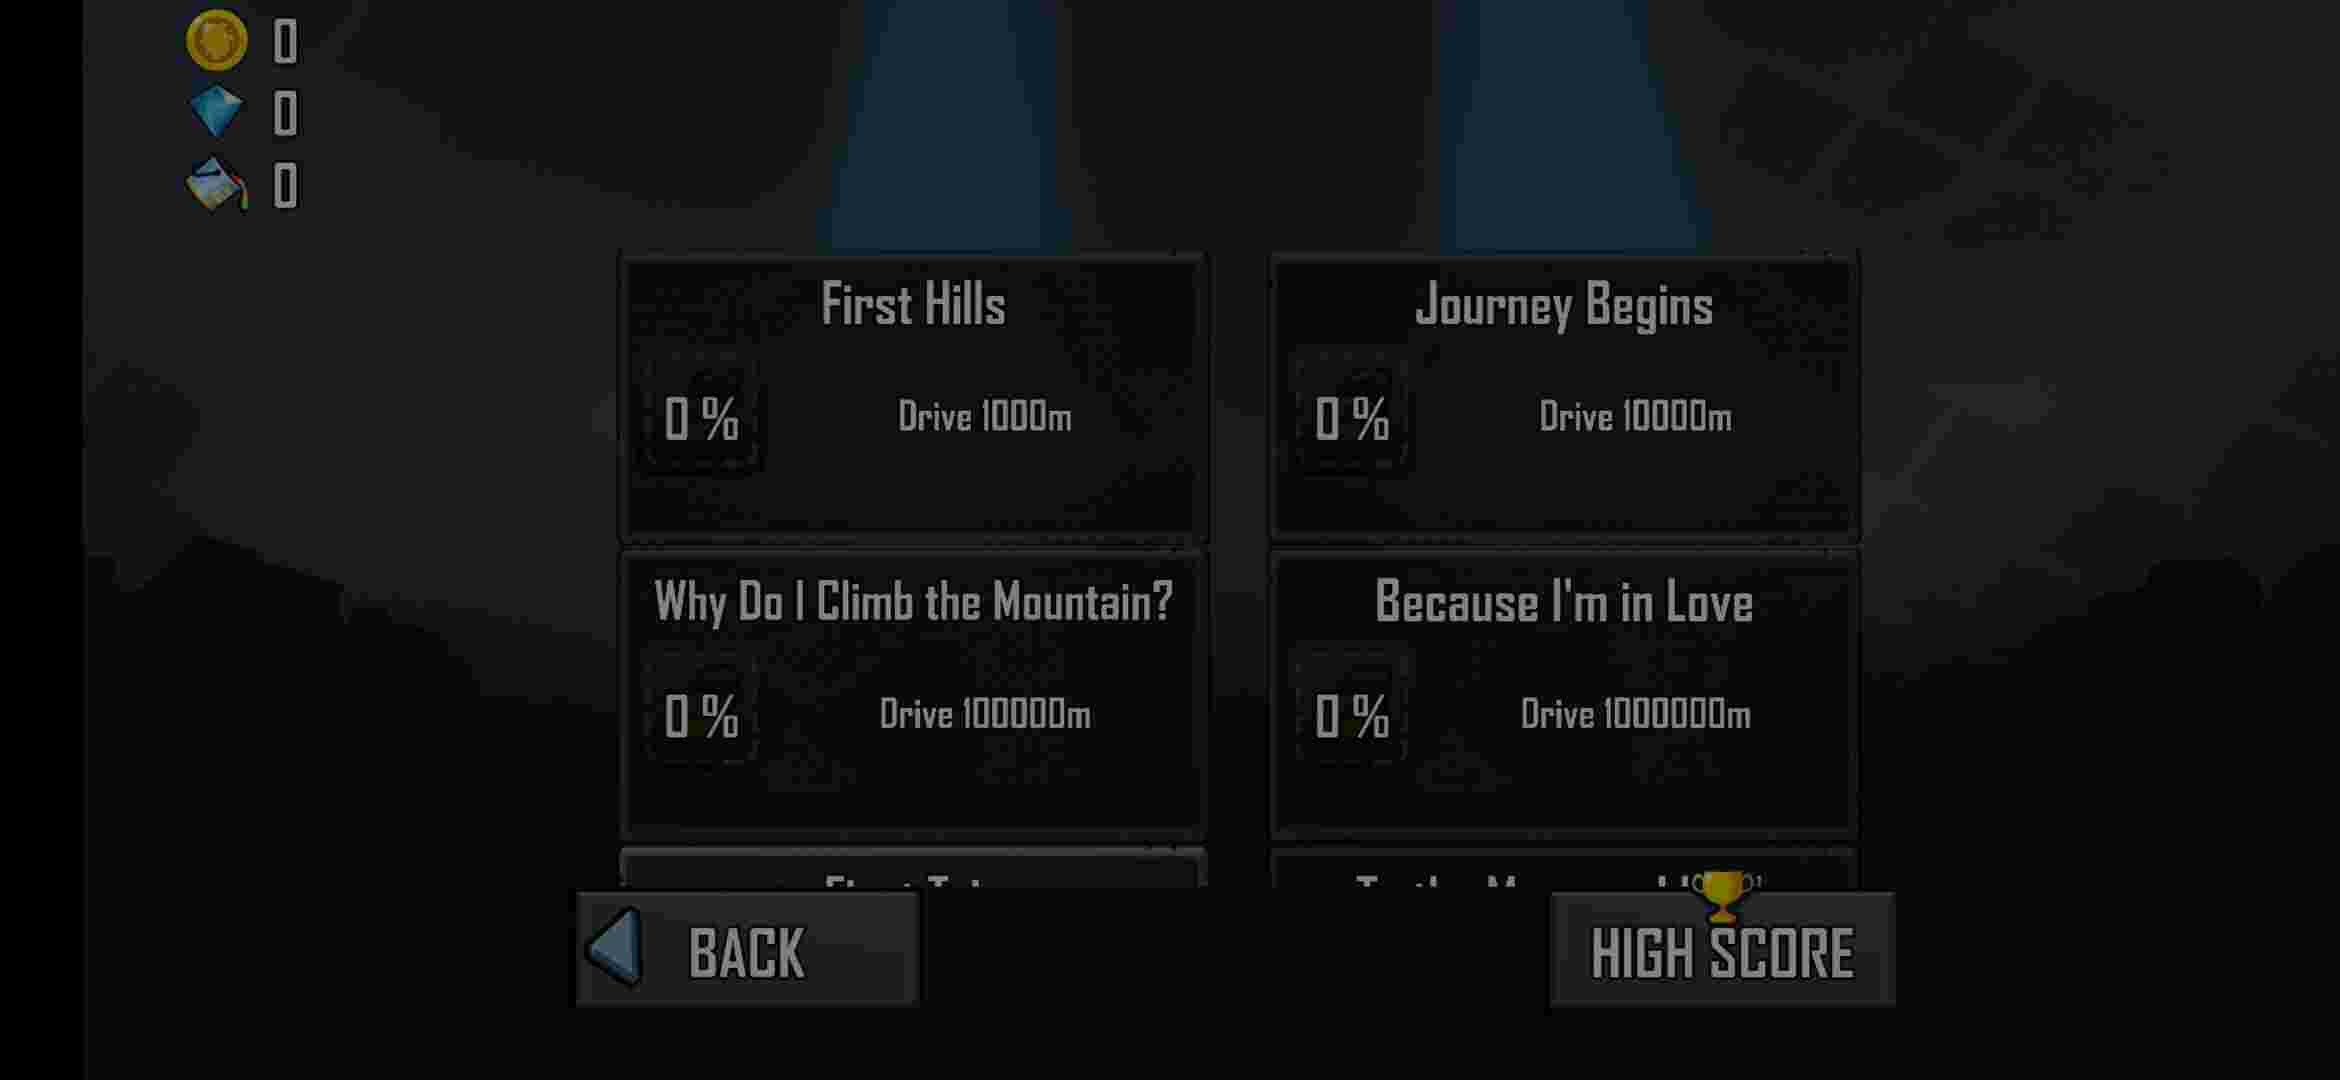 0
0
0
First Hills
0 %
Drive 1000m
Journey Begins
0 %
Drive 10000m
Why Do I Climb the Mountain?
0 %
Drive 100000m
Because I'm in Love
0 %
Drive 1000000m
BACK
HIGH SCORE